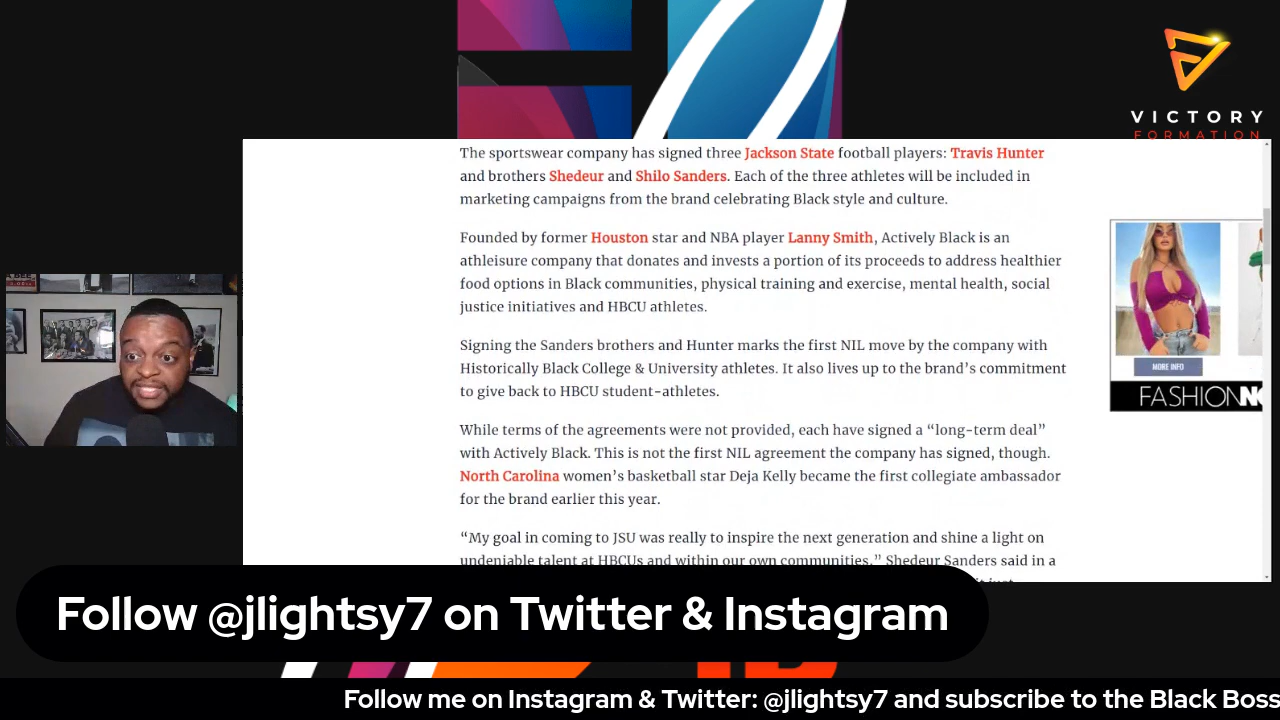 VICTORY
FORMATION
The sportswear company has signed three Jackson State football players: Travis Hunter
and brothers Shedeur and Shilo Sanders. Each of the three athletes will be included in
marketing campaigns from the brand celebrating Black style and culture.
Founded by former Houston star and NBA player Lanny Smith, Actively Black is an
athleisure company that donates and invests a portion of its proceeds to address healthier
food options in Black communities, physical training and exercise, mental health, social
justice initiatives and HBCU athletes.
Signing the Sanders brothers and Hunter marks the first NIL move by the company with
Historically Black College & University athletes. It also lives up to the brand’s commitment
to give back to HBCU student-athletes.
While terms of the agreements were not provided, each have signed a “long-term deal”
with Actively Black. This is not the first NIL agreement the company has signed, though.
North Carolina women’s basketball star Deja Kelly became the first collegiate ambassador
for the brand earlier this year.
“My goal in coming to JSU was really to inspire the next generation and shine a light on
undeniable talent at HBCUs and within our own communities,” Shedeur Sanders said in a
it just
MORE INFO
FASHIONNO
Follow @jlightsy7 on Twitter & Instagram
Follow me on Instagram & Twitter: @jlightsy7 and subscribe to the Black Boss